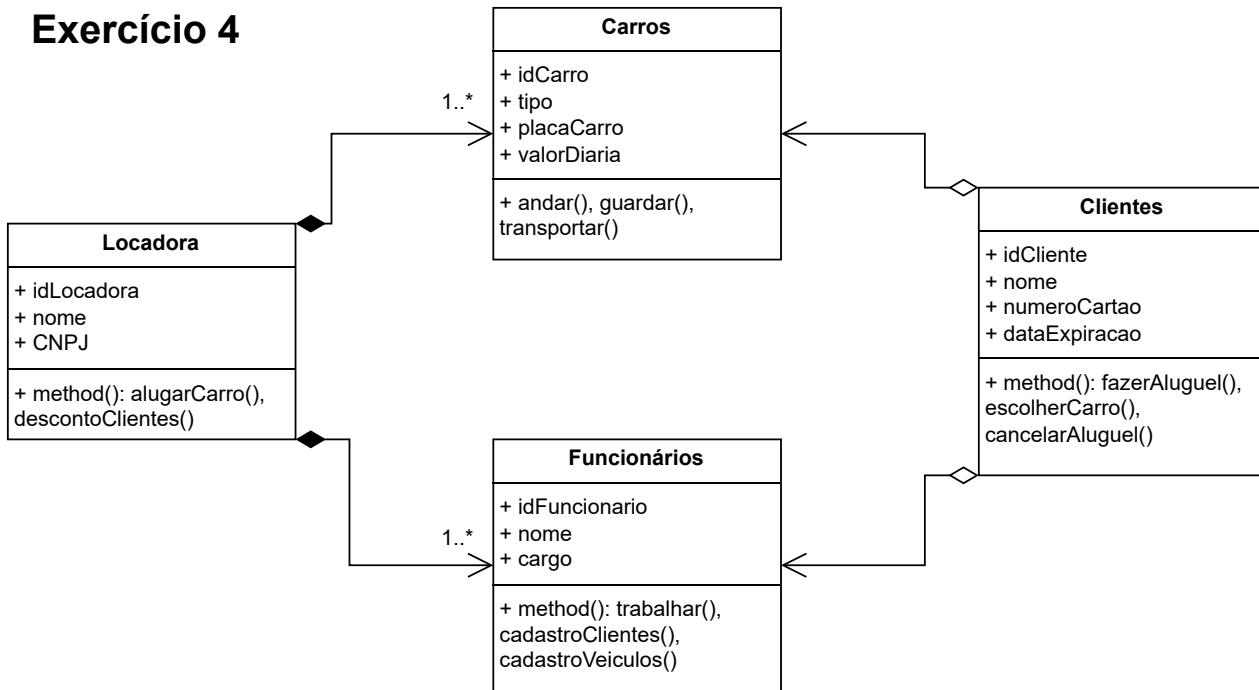 Exercício 4
Carros
+ idCarro
+ tipo
+ placaCarro
+ valorDiaria
+ andar(), guardar(),
transportar()
1..*
Locadora
+ idLocadora
+ nome
+ CNPJ
+ method(): alugarCarro(),
descontoClientes()
Clientes
+ idCliente
+ nome
+ numeroCartao
+ dataExpiracao
+ method(): fazerAluguel(),
escolherCarro(),
cancelarAluguel()
1..*
Funcionários
+ idFuncionario
+ nome
+ cargo
+ method(): trabalhar(),
cadastroClientes(),
cadastroVeiculos()